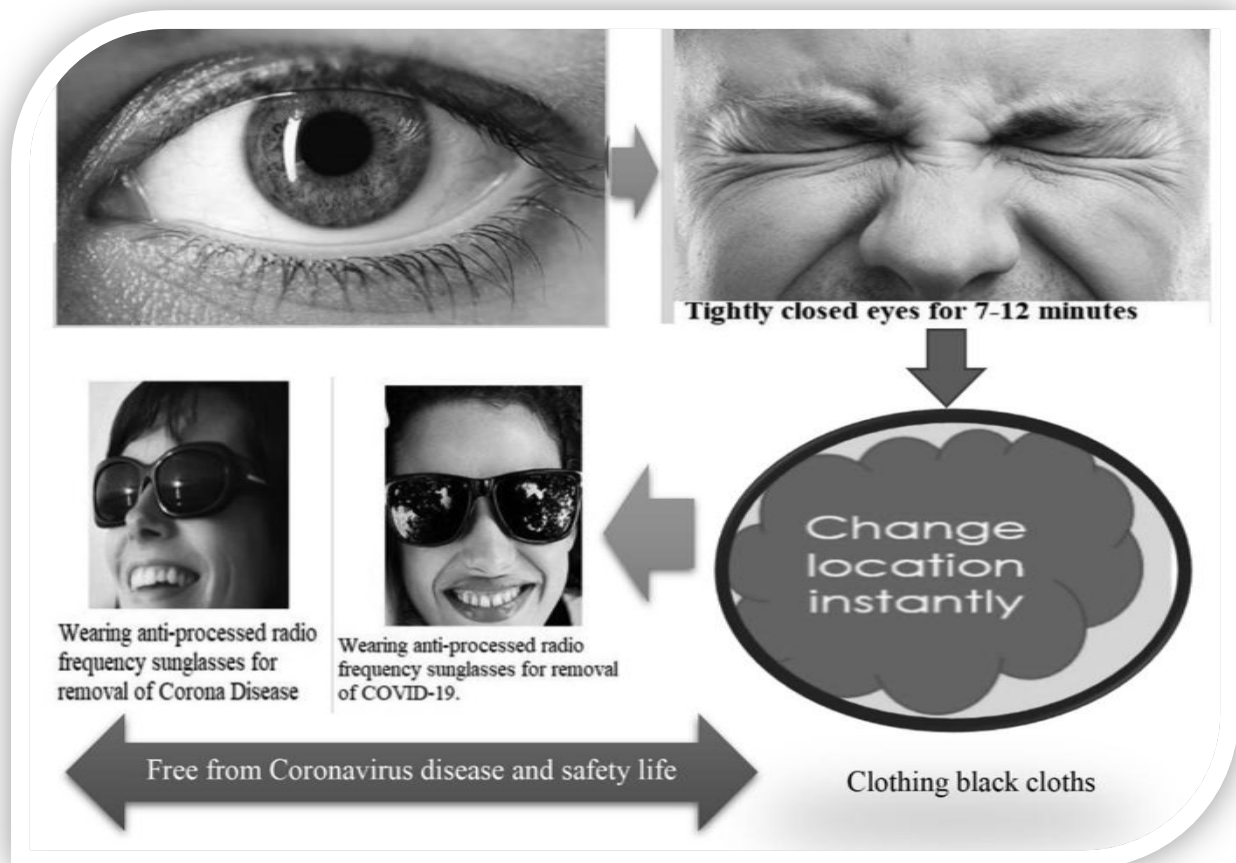 Tightly closed eyes for 7-12 minutes
Change
location
instantly
Clothing black cloths
Wearing anti-processed radio
frequency sunglasses for
removal of Corona Disease
Wearing anti-processed radio
frequency sunglasses for removal
of COVID-19.
Free from Coronavirus disease and safety life